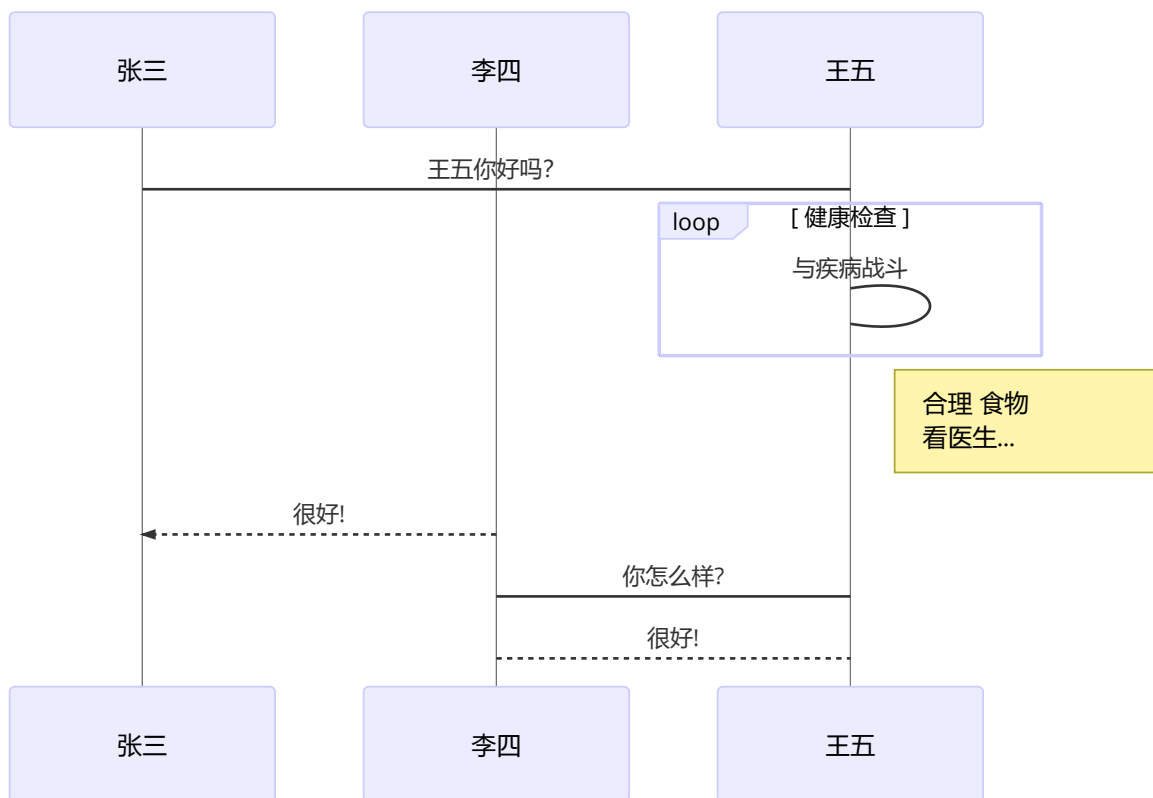 张三
李四
王五
王五你好吗?
loop
[ 健康检查 ]
与疾病战斗
合理 食物
看医生...
很好!
你怎么样?
很好!
张三
李四
王五